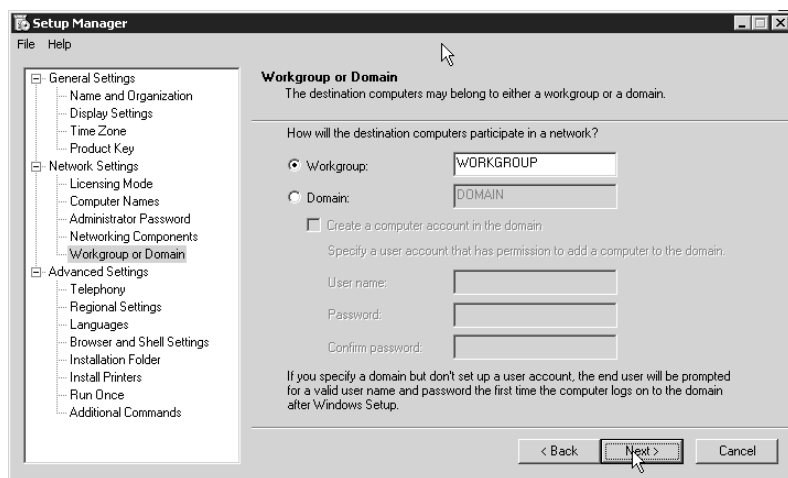 Setup Manager
File Help
General Settings
Name and Organization
Display Settings
Time Zone
Product Key
Network Settings
Licensing Mode
Computer Names
Administrator Password
Networking Components
Workgroup or Domain
Advanced Settings
Telephony
Regional Settings
Languages
Browser and Shell Settings
Installation Folder
Install Printers
Run Once
Additional Commands
Workgroup or Domain
The destination computers may belong to either a workgroup or a domain.
How will the destination computers participate in a network?
Workgroup: WORKGROUP
Domain: DOMAIN
Create a computer account in the domain
Specify a user account that has permission to add a computer to the domain.
User name:
Password:
Confirm password:
If you specify a domain but don't set up a user account, the end user will be prompted
for a valid user name and password the first time the computer logs on to the domain
after Windows Setup.
< Back Next > Cancel